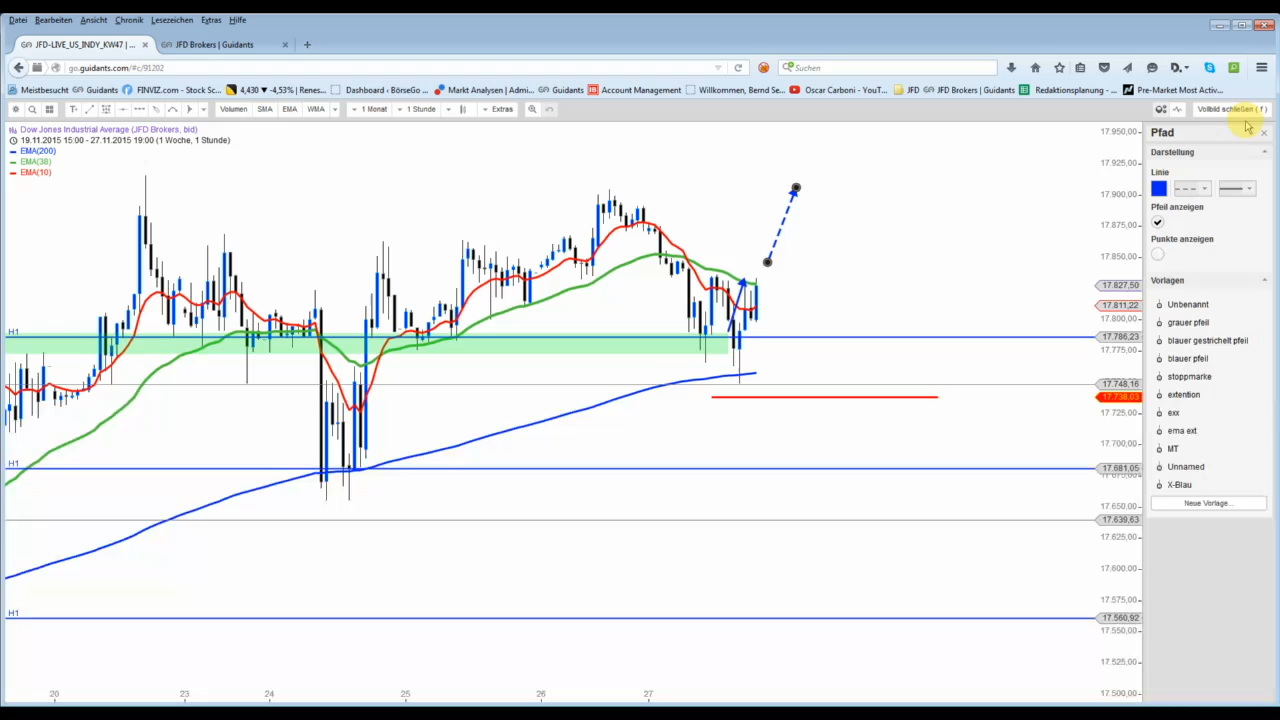 Datei Bearbeiten Ansicht Chronik Lesezeichen Extras Hilfe
JFD-LIVE_US_INDY_KW47 | ... JFD Brokers | Guidants
go.guidants.com/#c/91202 Suchen
Meistbesucht Guidants FINVIZ.com - Stock Sc... 4,430 -4,53% | Renes... Dashboard ‹ BörseGo ... Markt Analysen | Admi... Guidants Account Management Willkommen, Bernd Se... Oscar Carboni - YouT... JFD JFD Brokers | Guidants Redaktionsplanung - ... Pre-Market Most Activ...
Volumen SMA EMA WMA 1 Monat 1 Stunde Extras Vollbild schließen ( f )
Dow Jones Industrial Average (JFD Brokers, bid)
19.11.2015 15:00 - 27.11.2015 19:00 (1 Woche, 1 Stunde)
EMA(200)
EMA(38)
EMA(10)
H1
H1
H1
17.950,00
17.925,00
17.900,00
17.875,00
17.850,00
17.827,50
17.811,22
17.800,00
17.786,23
17.775,00
17.748,16
17.738,03
17.725,00
17.700,00
17.681,05
17.650,00
17.639,63
17.625,00
17.600,00
17.575,00
17.560,92
17.550,00
17.525,00
17.500,00
20 23 24 25 26 27
Pfad
Darstellung
Linie
Pfeil anzeigen
Punkte anzeigen
Vorlagen
Unbenannt
grauer pfeil
blauer gestrichelt pfeil
blauer pfeil
stoppmarke
extention
exx
ema ext
MT
Unnamed
X-Blau
Neue Vorlage...